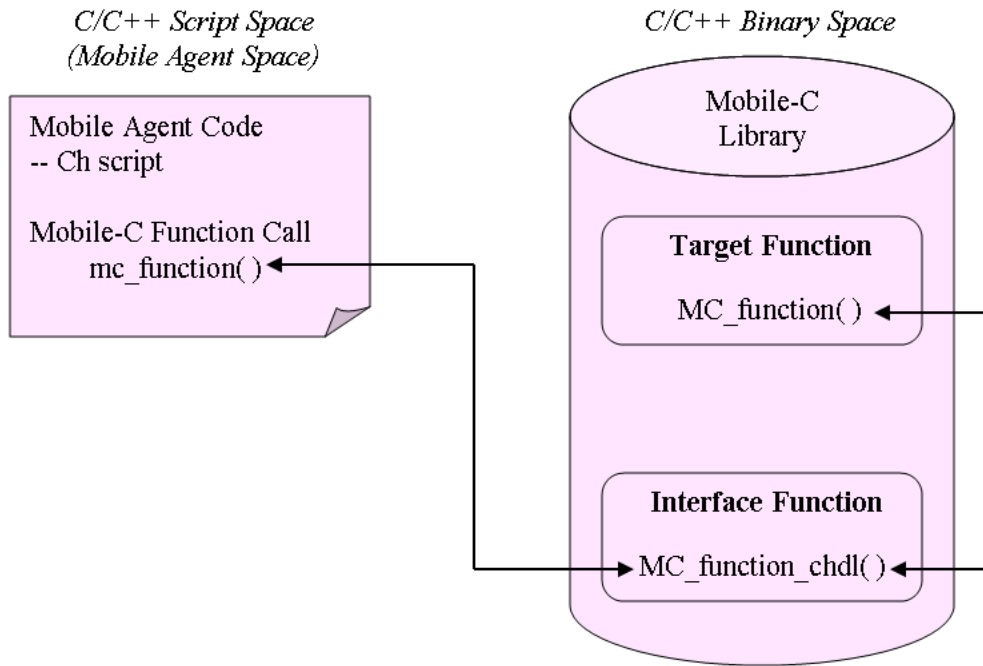 C/C++ Script Space
(Mobile Agent Space)
Mobile Agent Code
-- Ch script
Mobile-C Function Call
mc_function( )
C/C++ Binary Space
Mobile-C
Library
Target Function
MC_function( )
Interface Function
MC_function_chdl( )